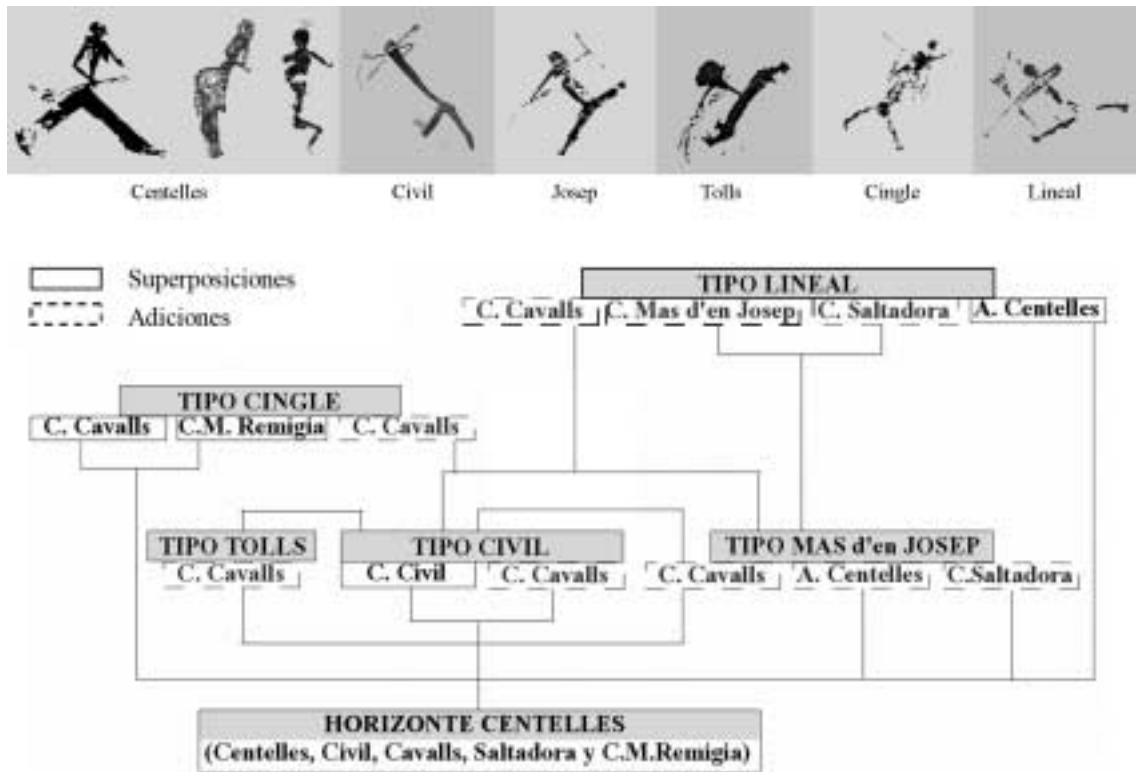 Centelles Civil Josep Tolls Cingle Lineal
Superposiciones
Adiciones
TIPO LINEAL
C. Cavalls C. Mas d'en Josep C. Saltadora A. Centelles
TIPO CINGLE
C. Cavalls C.M. Remigia C. Cavalls
TIPO TOLLS TIPO CIVIL TIPO MAS d'en JOSEP
C. Cavalls C. Civil C. Cavalls C. Cavalls A. Centelles C.Saltadora
HORIZONTE CENTELLES
(Centelles, Civil, Cavalls, Saltadora y C.M.Remigia)